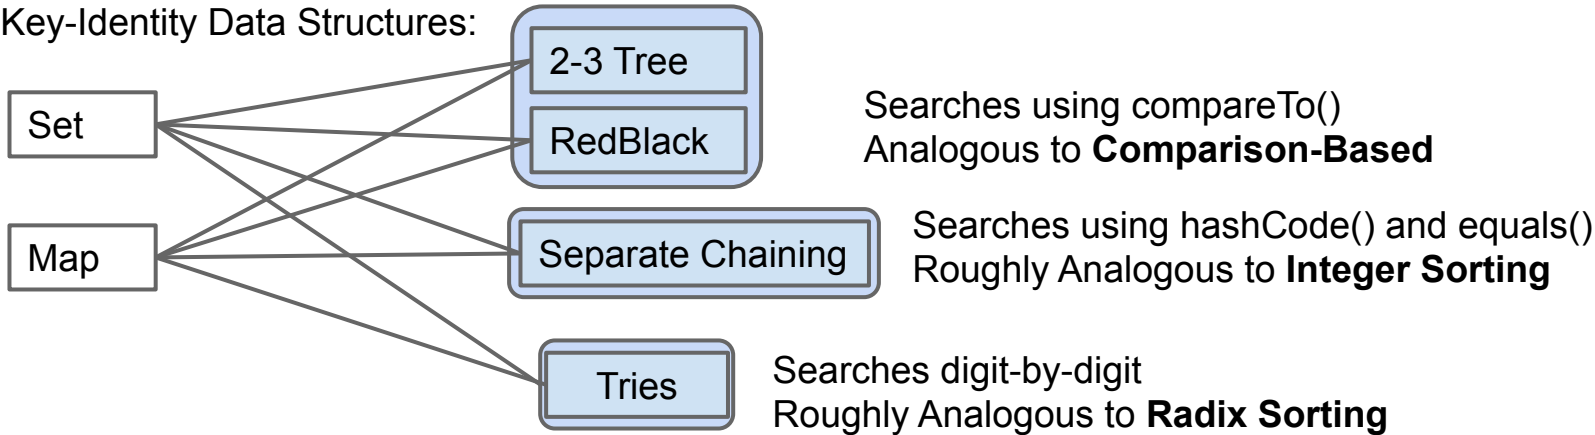 Key-Identity Data Structures:
2-3 Tree
Set
RedBlack
Searches using compareTo()
Analogous to Comparison-Based
Map
Separate Chaining
Searches using hashCode() and equals()
Roughly Analogous to Integer Sorting
Tries
Searches digit-by-digit
Roughly Analogous to Radix Sorting